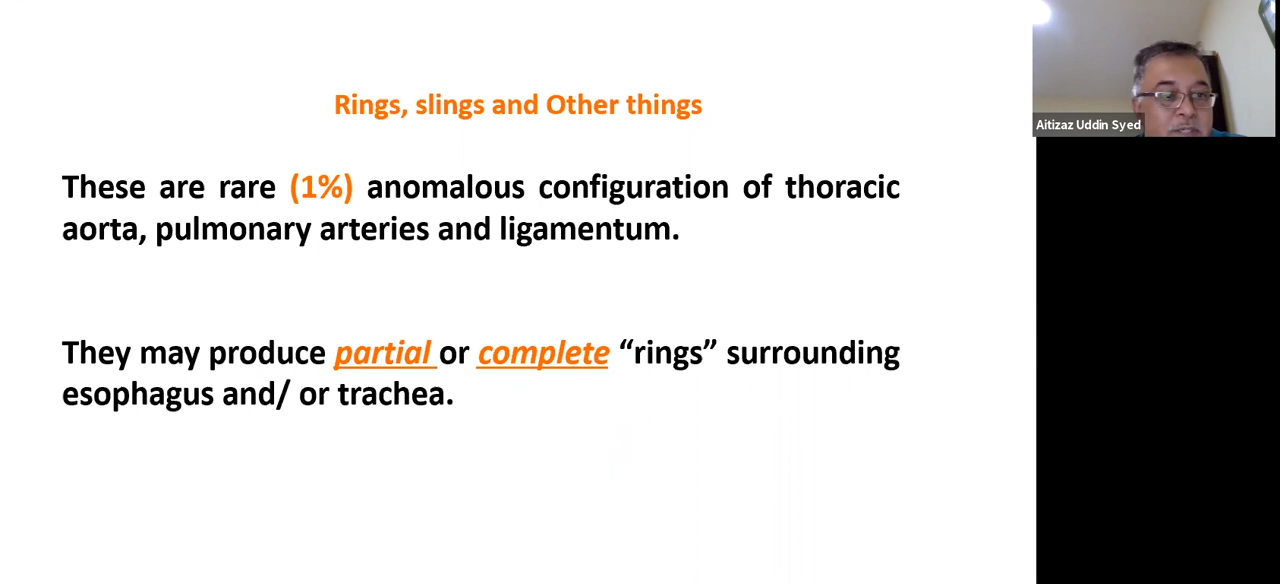 Rings, slings and Other things
These are rare (1%) anomalous configuration of thoracic
aorta, pulmonary arteries and ligamentum.
They may produce partial or complete “rings” surrounding
esophagus and/ or trachea.
Aitizaz Uddin Syed